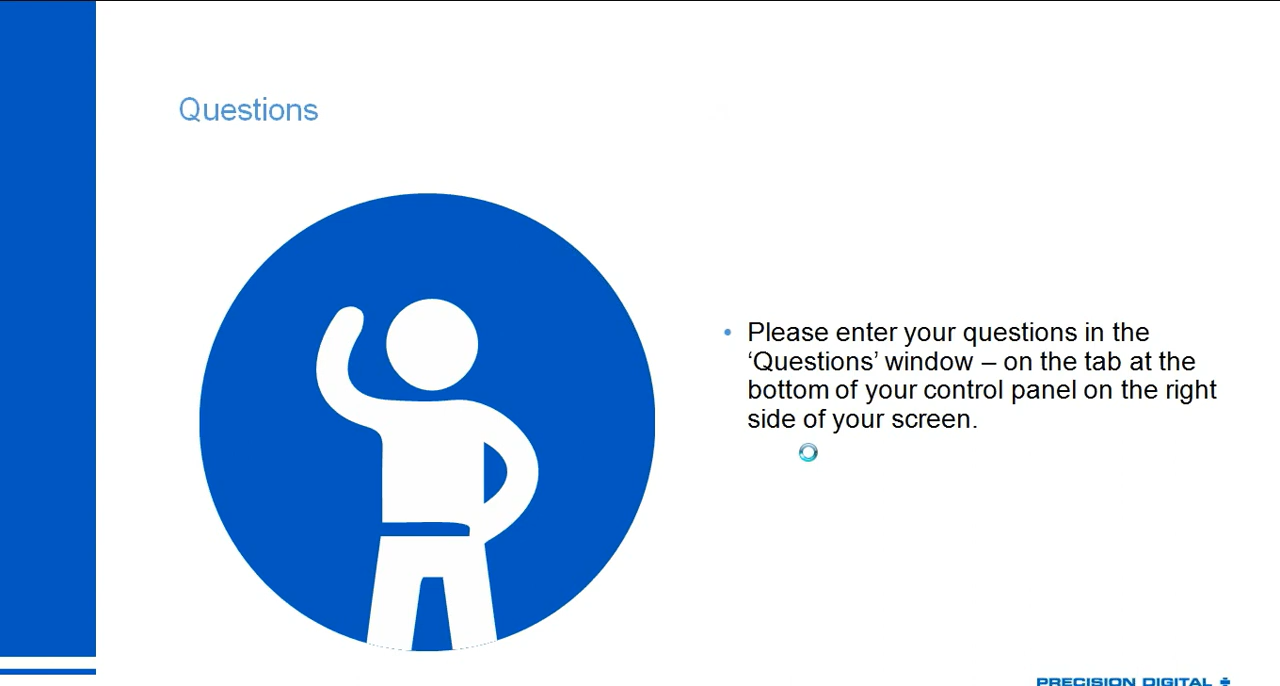 Questions
• Please enter your questions in the
‘Questions’ window – on the tab at the
bottom of your control panel on the right
side of your screen.
PRECISION DIGITAL